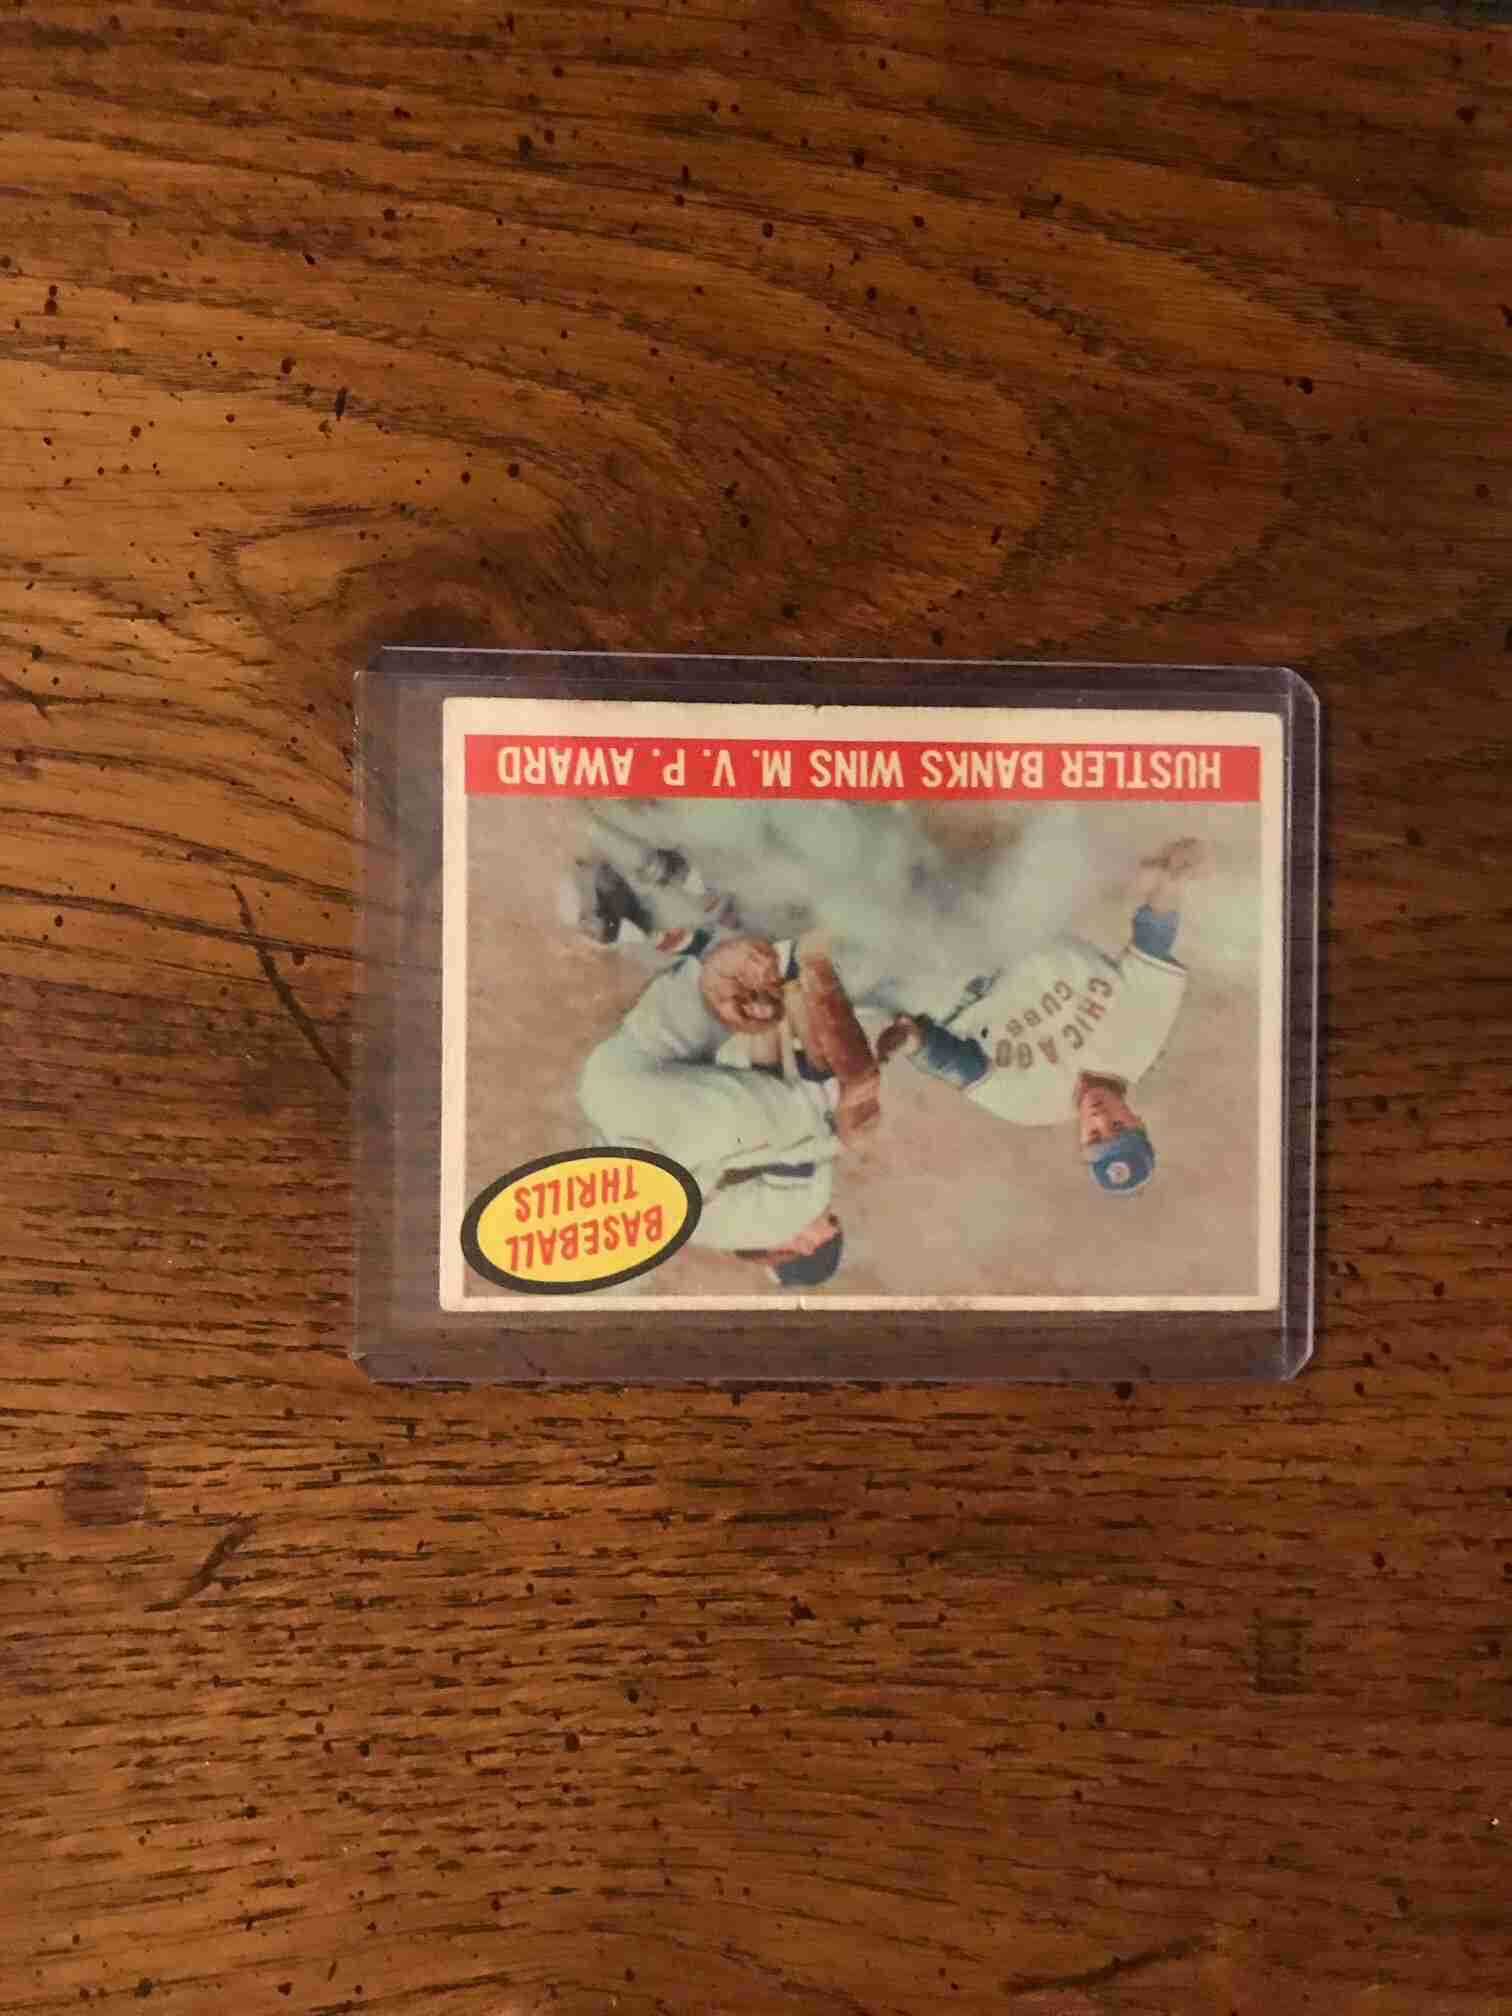 BASEBALL
THRILLS
CHICAGO
CUBS
HUSTLER BANKS WINS M. V. P. AWARD